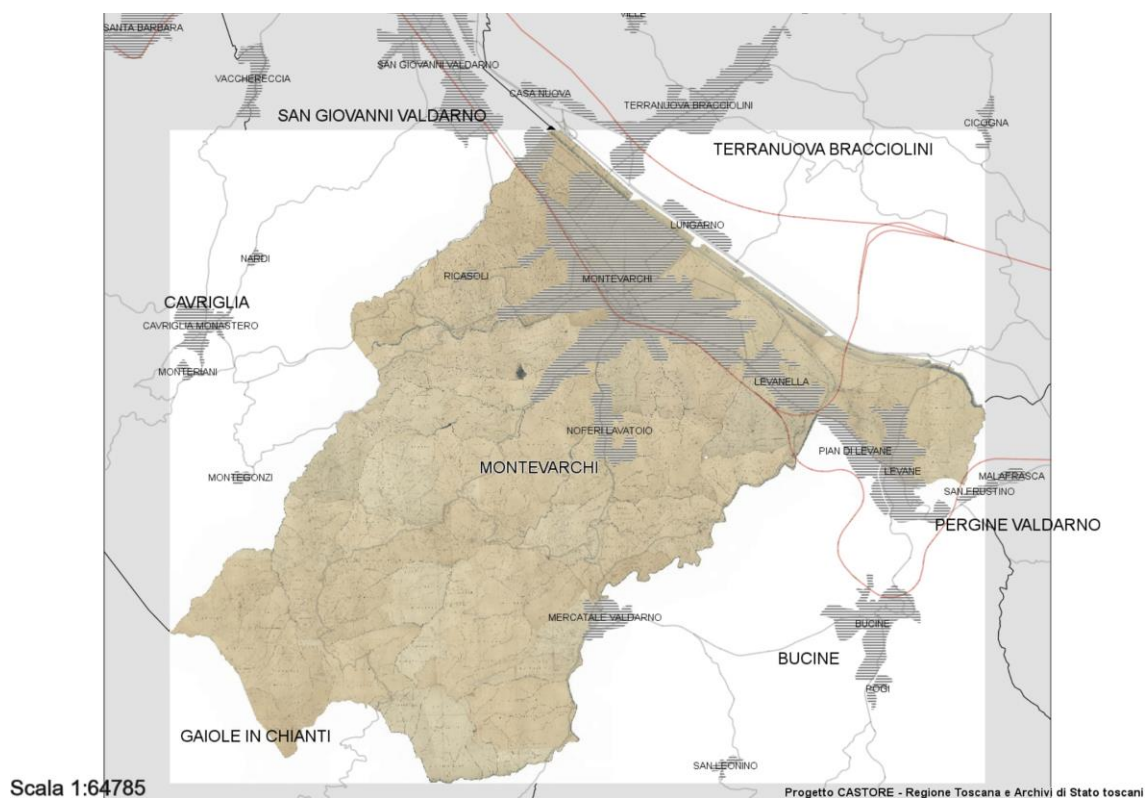 VILLE
SANTA BARBARA
SAN GIOVANNI VALDARNO
VACCHERECCIA
CASA NUOVA
TERRANUOVA BRACCIOLINI
SAN GIOVANNI VALDARNO
CICOGNA
TERRANUOVA BRACCIOLINI
LUNGARNO
NARDI
RICASOLI
MONTEVARCHI
CAVRIGLIA
CAVRIGLIA MONASTERO
MONTERIANI
LEVANELLA
NOFERI LAVATOIO
PIAN DI LEVANE
MONTEVARCHI
LEVANE
MONTEGONZI
MALAFRASCA
SAN FRUSTINO
PERGINE VALDARNO
MERCATALE VALDARNO
BUCINE
BUCINE
POGI
GAIOLE IN CHIANTI
SAN LEONINO
Scala 1:64785
Progetto CASTORE - Regione Toscana e Archivi di Stato toscani